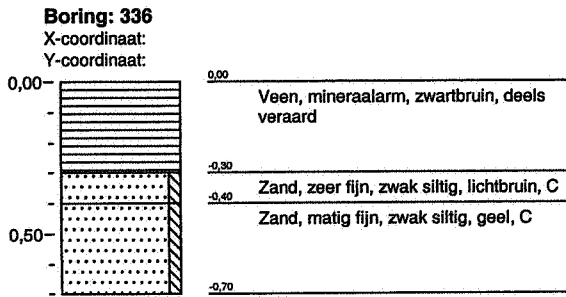 Boring: 336
X-coordinaat:
Y-coordinaat:
0,00
0,00
Veen, mineraalarm, zwartbruin, deels
veraard
-0,30
Zand, zeer fijn, zwak siltig, lichtbruin, C
-0,40
Zand, matig fijn, zwak siltig, geel, C
0,50
-0,70